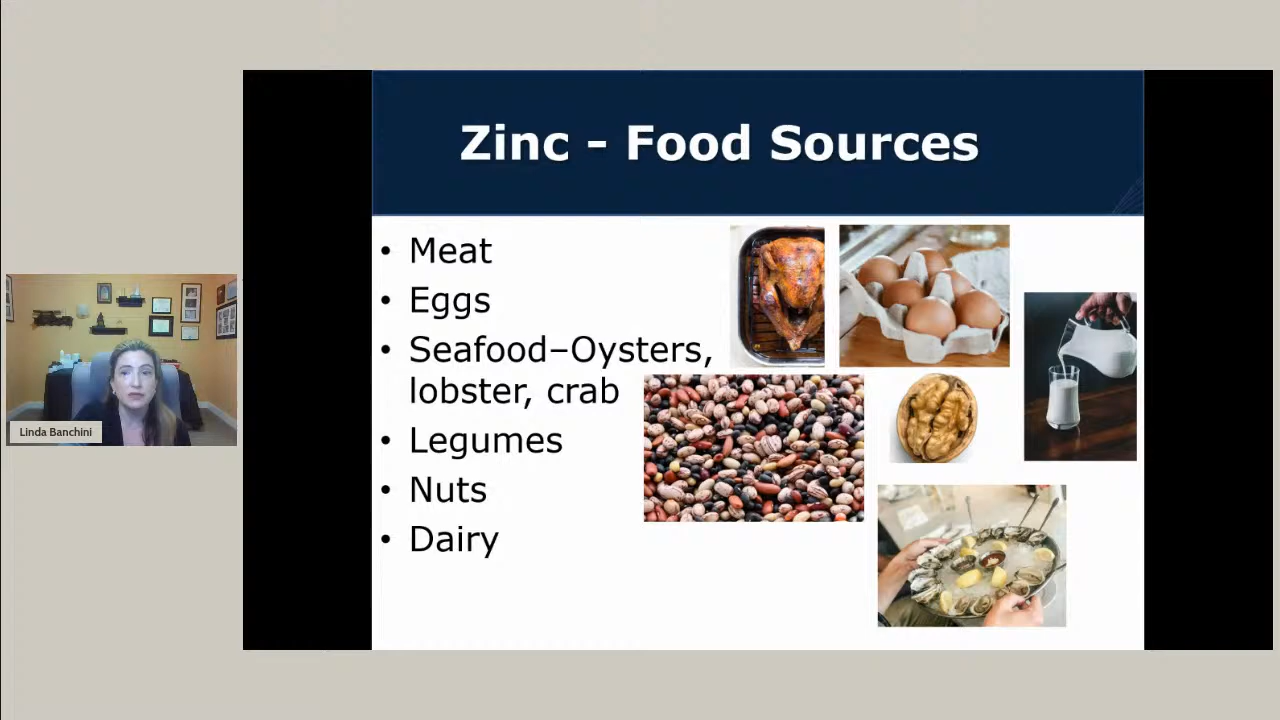 Zinc - Food Sources
• Meat
• Eggs
• Seafood–Oysters,
lobster, crab
• Legumes
• Nuts
• Dairy
Linda Banchini